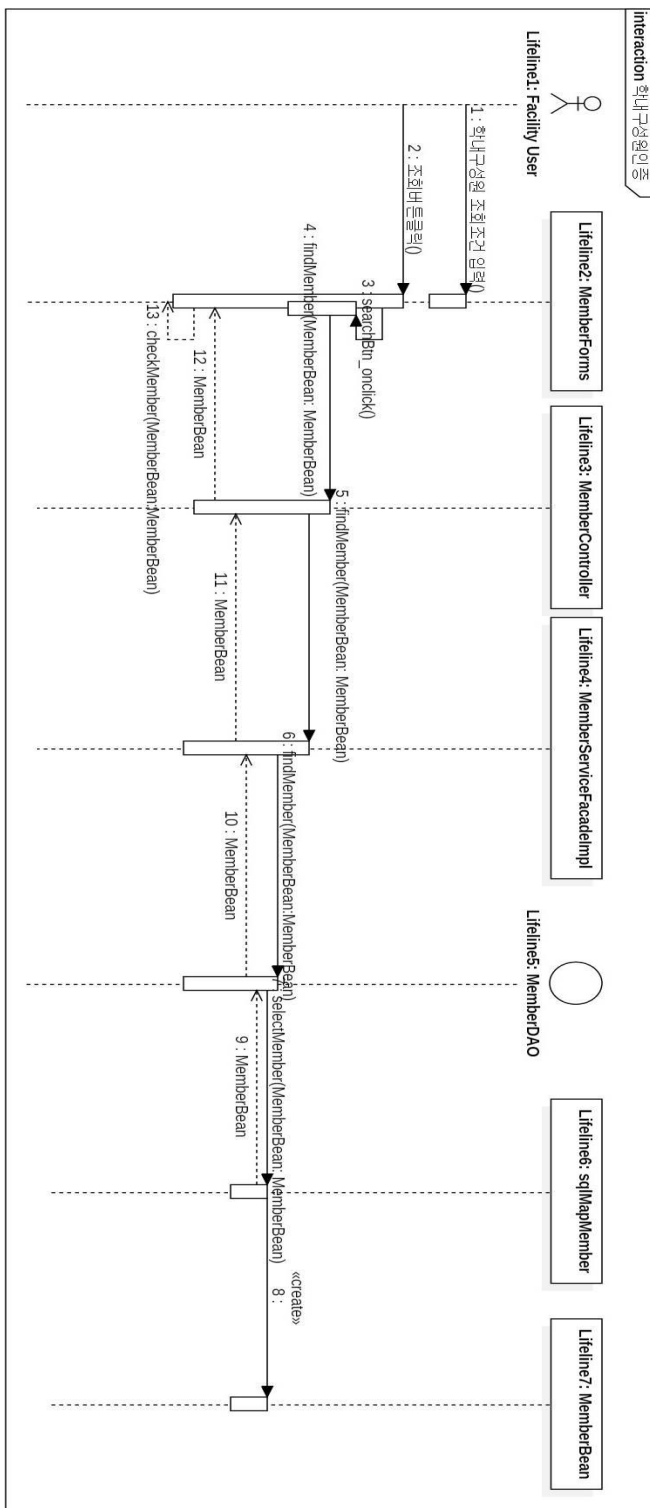 interaction 학내구성원인증
Lifeline1: Facility User
Lifeline2: MemberForms
Lifeline3: MemberController
Lifeline4: MemberServiceFacadeImpl
Lifeline5: MemberDAO
Lifeline6: sqlMapMember
Lifeline7: MemberBean
1 : 학내구성원 조회조건 입력()
2 : 조회버튼클릭()
3 : searchBtn_onclick()
4 : findMember(MemberBean: MemberBean)
5 : findMember(MemberBean: MemberBean)
6 : findMember(MemberBean:MemberBean)
7 : selectMember(MemberBean: MemberBean)
«create»
8 :
9 : MemberBean
10 : MemberBean
11 : MemberBean
12 : MemberBean
13 : checkMember(MemberBean:MemberBean)